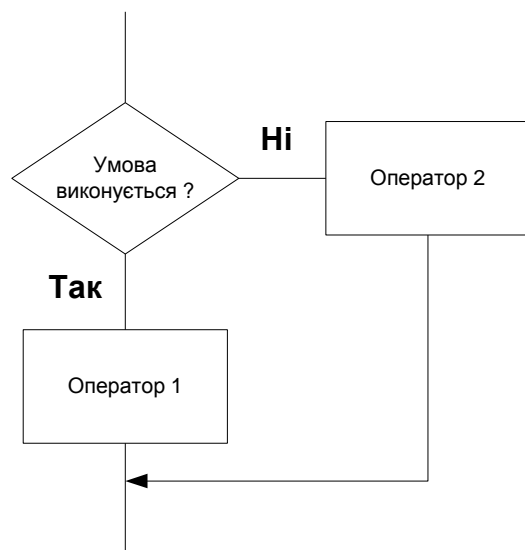 Умова
виконується ?
Ні
Оператор 2
Так
Оператор 1